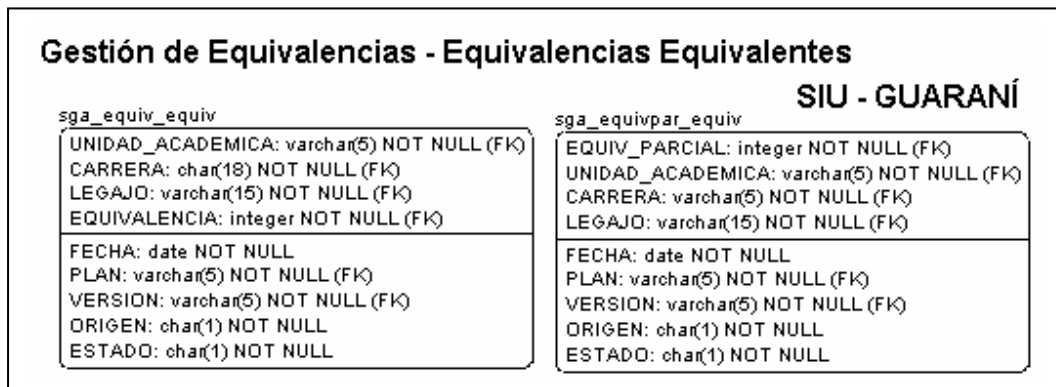 Gestión de Equivalencias - Equivalencias Equivalentes
SIU - GUARANÍ
sga_equiv_equiv
UNIDAD_ACADEMICA: varchar(5) NOT NULL (FK)
CARRERA: char(18) NOT NULL (FK)
LEGAJO: varchar(15) NOT NULL (FK)
EQUIVALENCIA: integer NOT NULL (FK)
FECHA: date NOT NULL
PLAN: varchar(5) NOT NULL (FK)
VERSION: varchar(5) NOT NULL (FK)
ORIGEN: char(1) NOT NULL
ESTADO: char(1) NOT NULL
sga_equivpar_equiv
EQUIV_PARCIAL: integer NOT NULL (FK)
UNIDAD_ACADEMICA: varchar(5) NOT NULL (FK)
CARRERA: varchar(5) NOT NULL (FK)
LEGAJO: varchar(15) NOT NULL (FK)
FECHA: date NOT NULL
PLAN: varchar(5) NOT NULL (FK)
VERSION: varchar(5) NOT NULL (FK)
ORIGEN: char(1) NOT NULL
ESTADO: char(1) NOT NULL